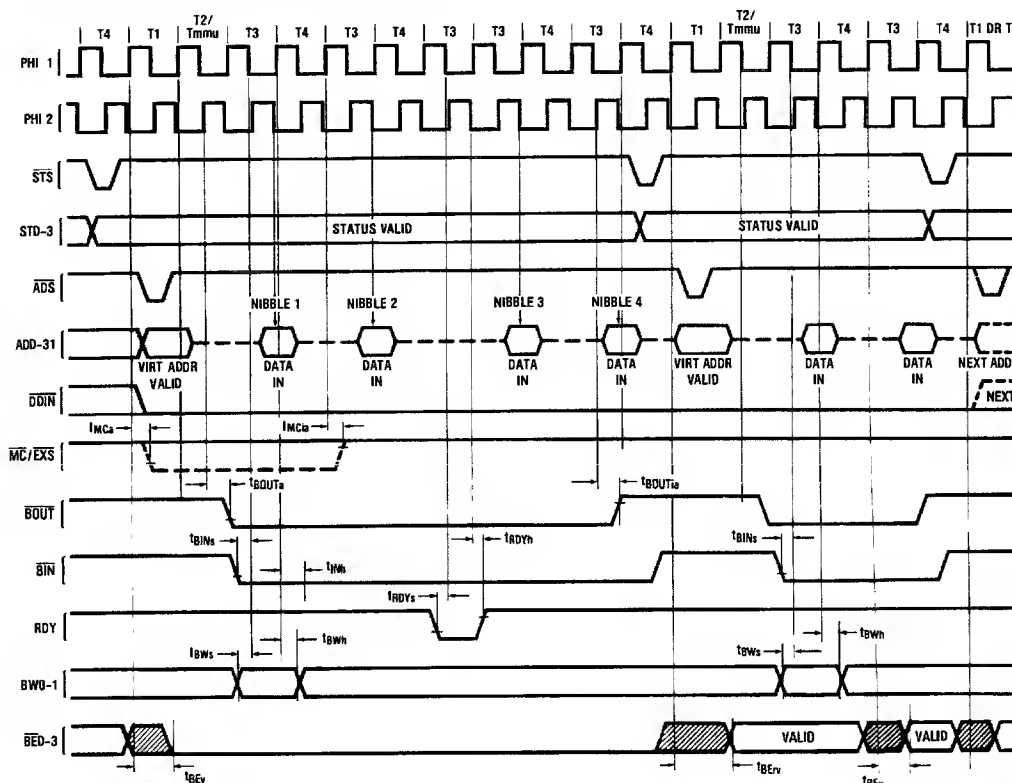 T2/ T2/
T4 T1 Tmmu T3 T4 T3 T4 T3 T3 T4 T1 Tmmu T3 T4 T3 T4 T1 DR T
PHI 1
PHI 2
STS
STD-3 STATUS VALID STATUS VALID
ADS
NIBBLE 1 NIBBLE 2 NIBBLE 3 NIBBLE 4
ADD-31
VIRT ADDR VALID DATA IN DATA IN DATA IN DATA IN VIRT ADDR VALID DATA IN DATA IN NEXT ADD
DDIN NEXT
tMCa tMCia
MC/EXS
tBOUTa tBOUTia
BOUT
tBINs tRDYh tBINs
BIN
tINh
tRDYs
RDY
tBWs tBWh tBWs tBWh
BW0-1
BED-3 VALID VALID
tBEv tBErv